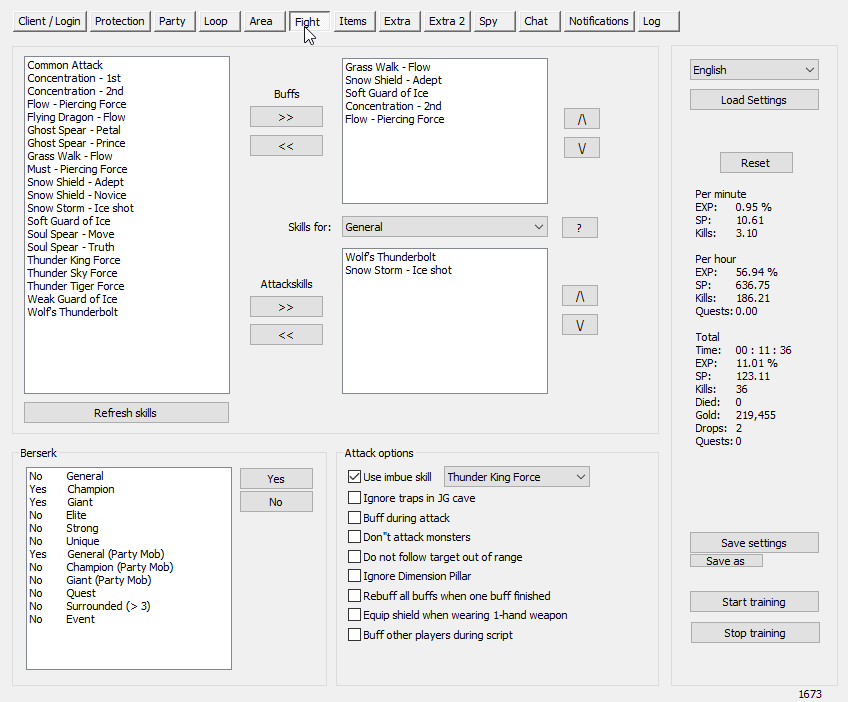 Client / Login Protection Party Loop Area Fight Items Extra Extra 2 Spy Chat Notifications Log
Common Attack
Concentration - 1st
Concentration - 2nd
Flow - Piercing Force
Flying Dragon - Flow
Ghost Spear - Petal
Ghost Spear - Prince
Grass Walk - Flow
Must - Piercing Force
Snow Shield - Adept
Snow Shield - Novice
Snow Storm - Ice shot
Soft Guard of Ice
Soul Spear - Move
Soul Spear - Truth
Thunder King Force
Thunder Sky Force
Thunder Tiger Force
Weak Guard of Ice
Wolf's Thunderbolt
Refresh skills
Buffs
>>
<<
Grass Walk - Flow
Snow Shield - Adept
Soft Guard of Ice
Concentration - 2nd
Flow - Piercing Force
/\
\/
Skills for: General ?
Attackskills
>>
<<
Wolf's Thunderbolt
Snow Storm - Ice shot
/\
\/
Berserk
No General
Yes Champion
Yes Giant
No Elite
No Strong
No Unique
Yes General (Party Mob)
No Champion (Party Mob)
No Giant (Party Mob)
No Quest
No Surrounded (> 3)
No Event
Yes
No
Attack options
Use imbue skill Thunder King Force
Ignore traps in JG cave
Buff during attack
Don"t attack monsters
Do not follow target out of range
Ignore Dimension Pillar
Rebuff all buffs when one buff finished
Equip shield when wearing 1-hand weapon
Buff other players during script
English
Load Settings
Reset
Per minute
EXP: 0.95 %
SP: 10.61
Kills: 3.10
Per hour
EXP: 56.94 %
SP: 636.75
Kills: 186.21
Quests: 0.00
Total
Time: 00 : 11 : 36
EXP: 11.01 %
SP: 123.11
Kills: 36
Died: 0
Gold: 219,455
Drops: 2
Quests: 0
Save settings
Save as
Start training
Stop training
1673